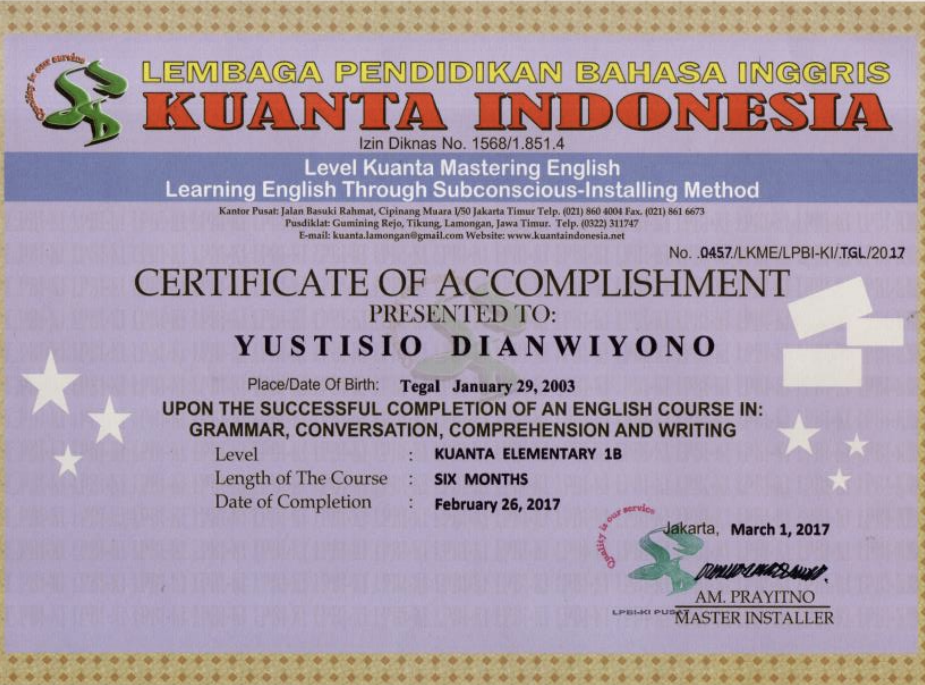 Quality is our service
LEMBAGA PENDIDIKAN BAHASA INGGRIS
KUANTA INDONESIA
Izin Diknas No. 1568/1.851.4
Level Kuanta Mastering English
Learning English Through Subconscious-Installing Method
Kantor Pusat: Jalan Basuki Rahmat, Cipinang Muara I/50 Jakarta Timur Telp. (021) 860 4004 Fax. (021) 861 6673
Pusdiklat: Gumining Rejo, Tikung, Lamongan, Jawa Timur. Telp. (0322) 311747
E-mail: kuanta.lamongan@gmail.com Website: www.kuantaindonesia.net
No. .0457./LKME/LPBI-KI/.TGL./2017
CERTIFICATE OF ACCOMPLISHMENT
PRESENTED TO:
YUSTISIO DIANWIYONO
Place/Date Of Birth: Tegal January 29, 2003
UPON THE SUCCESSFUL COMPLETION OF AN ENGLISH COURSE IN:
GRAMMAR, CONVERSATION, COMPREHENSION AND WRITING
Level : KUANTA ELEMENTARY 1B
Length of The Course : SIX MONTHS
Date of Completion : February 26, 2017
Quality is our service
Jakarta, March 1, 2017
AM. PRAYITNO
LPBI-KI PUSAT
MASTER INSTALLER